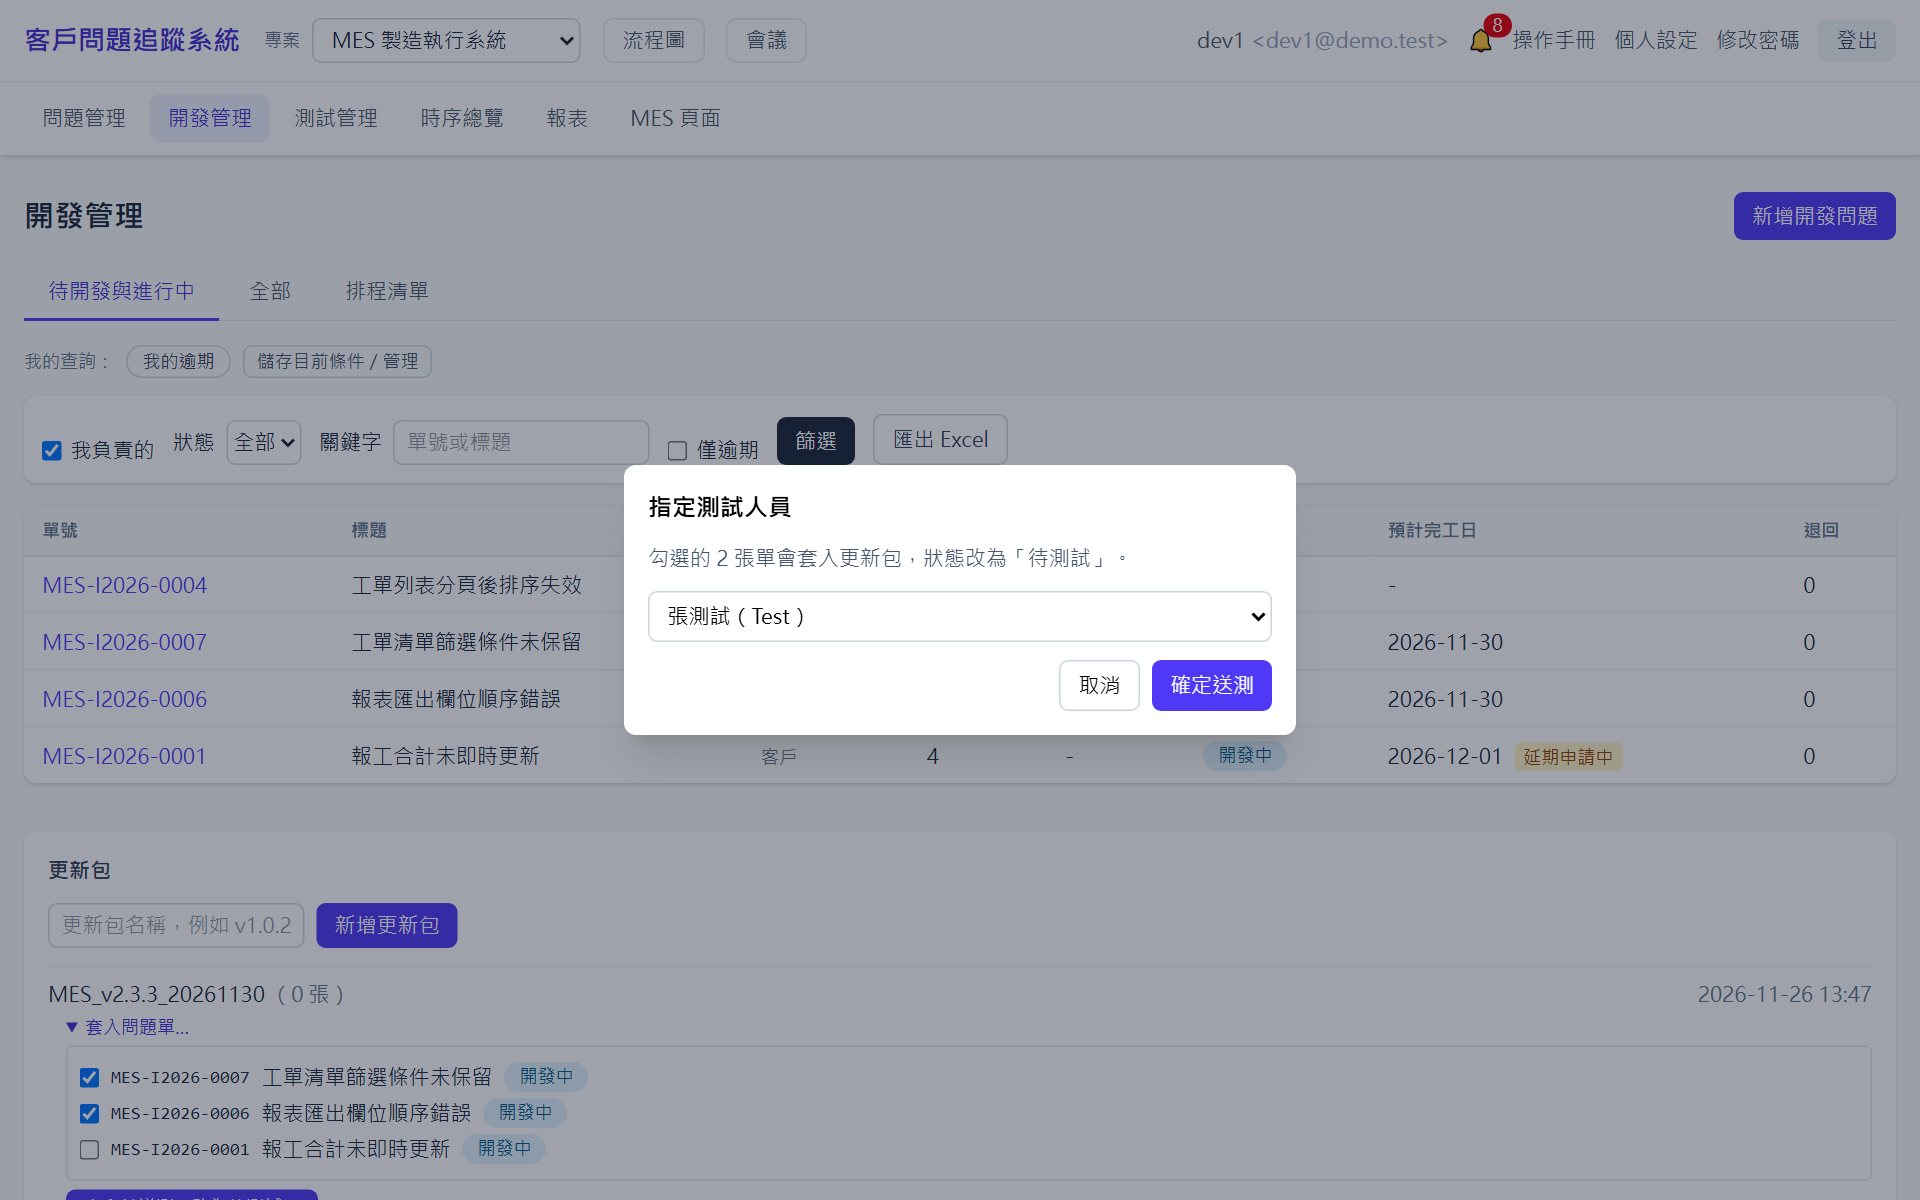 客戶問題追蹤系統 專案 MES 製造執行系統 流程圖 會議 dev1 <dev1@demo.test> 8 操作手冊 個人設定 修改密碼 登出
問題管理 開發管理 測試管理 時序總覽 報表 MES 頁面
開發管理 新增開發問題
待開發與進行中 全部 排程清單
我的查詢： 我的逾期 儲存目前條件 / 管理
我負責的 狀態 全部 關鍵字 單號或標題 僅逾期 篩選 匯出 Excel
單號 標題 預計完工日 退回
MES-I2026-0004 工單列表分頁後排序失效 - 0
MES-I2026-0007 工單清單篩選條件未保留 2026-11-30 0
MES-I2026-0006 報表匯出欄位順序錯誤 2026-11-30 0
MES-I2026-0001 報工合計未即時更新 客戶 4 - 開發中 2026-12-01 延期申請中 0
指定測試人員
勾選的 2 張單會套入更新包，狀態改為「待測試」。
張測試（Test）
取消 確定送測
更新包
更新包名稱，例如 v1.0.2 新增更新包
MES_v2.3.3_20261130 （0 張） 2026-11-26 13:47
▼ 套入問題單...
MES-I2026-0007 工單清單篩選條件未保留 開發中
MES-I2026-0006 報表匯出欄位順序錯誤 開發中
MES-I2026-0001 報工合計未即時更新 開發中